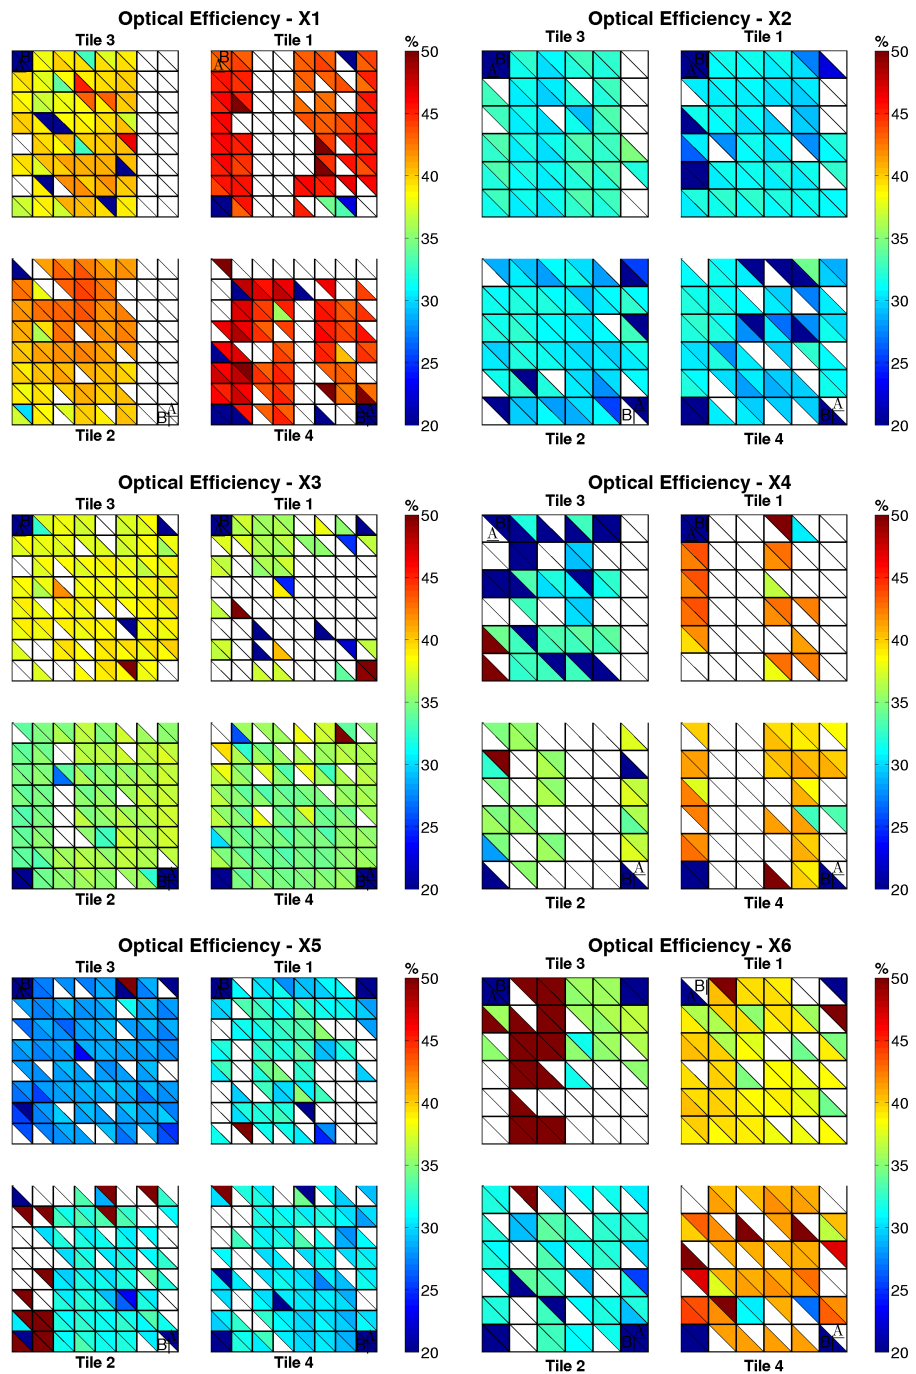 Optical Efficiency - X1
Tile 3
Tile 1
%
50
45
40
35
30
25
20
A
B
Tile 2
Tile 4
Optical Efficiency - X2
Tile 3
Tile 1
%
50
45
40
35
30
25
20
A
B
Tile 2
Tile 4
Optical Efficiency - X3
Tile 3
Tile 1
%
50
45
40
35
30
25
20
Tile 2
Tile 4
Optical Efficiency - X4
Tile 3
Tile 1
%
50
45
40
35
30
25
20
B
A
Tile 2
Tile 4
Optical Efficiency - X5
Tile 3
Tile 1
%
50
45
40
35
30
25
20
B
Tile 2
Tile 4
Optical Efficiency - X6
Tile 3
Tile 1
%
50
45
40
35
30
25
20
B
A
Tile 2
Tile 4